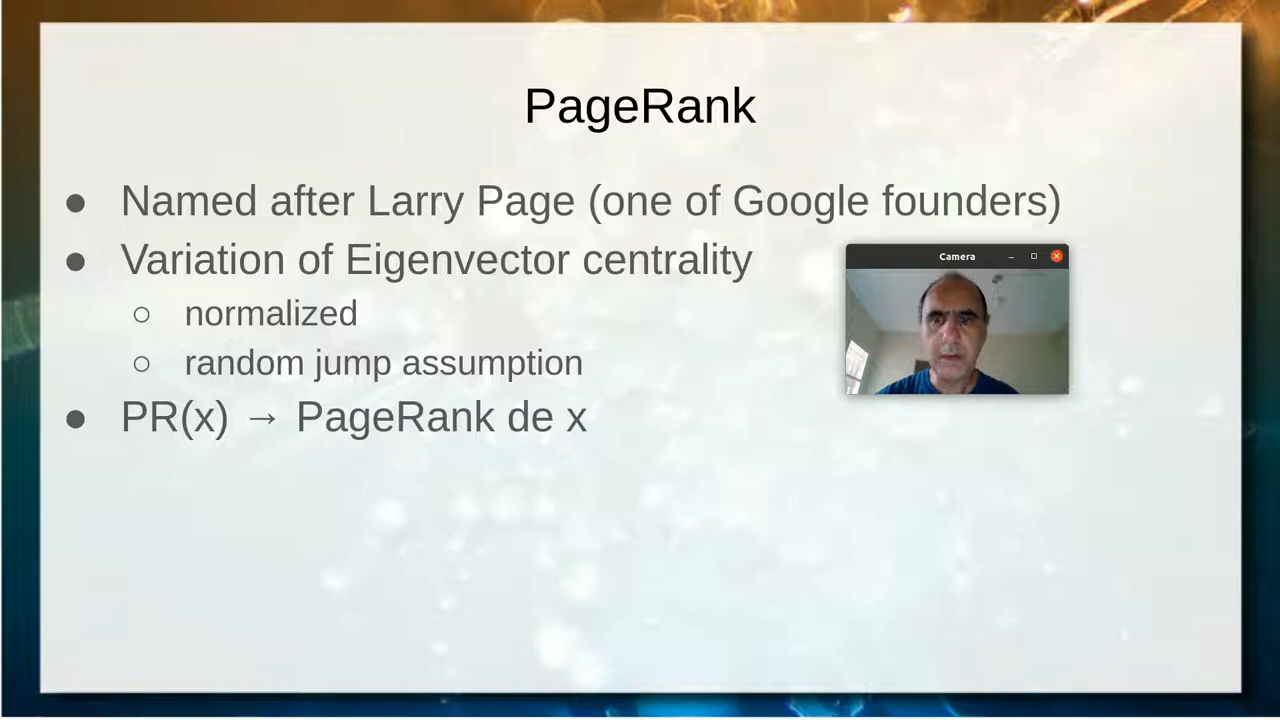 PageRank
● Named after Larry Page (one of Google founders)
● Variation of Eigenvector centrality
Camera
○ normalized
○ random jump assumption
● PR(x) → PageRank de x